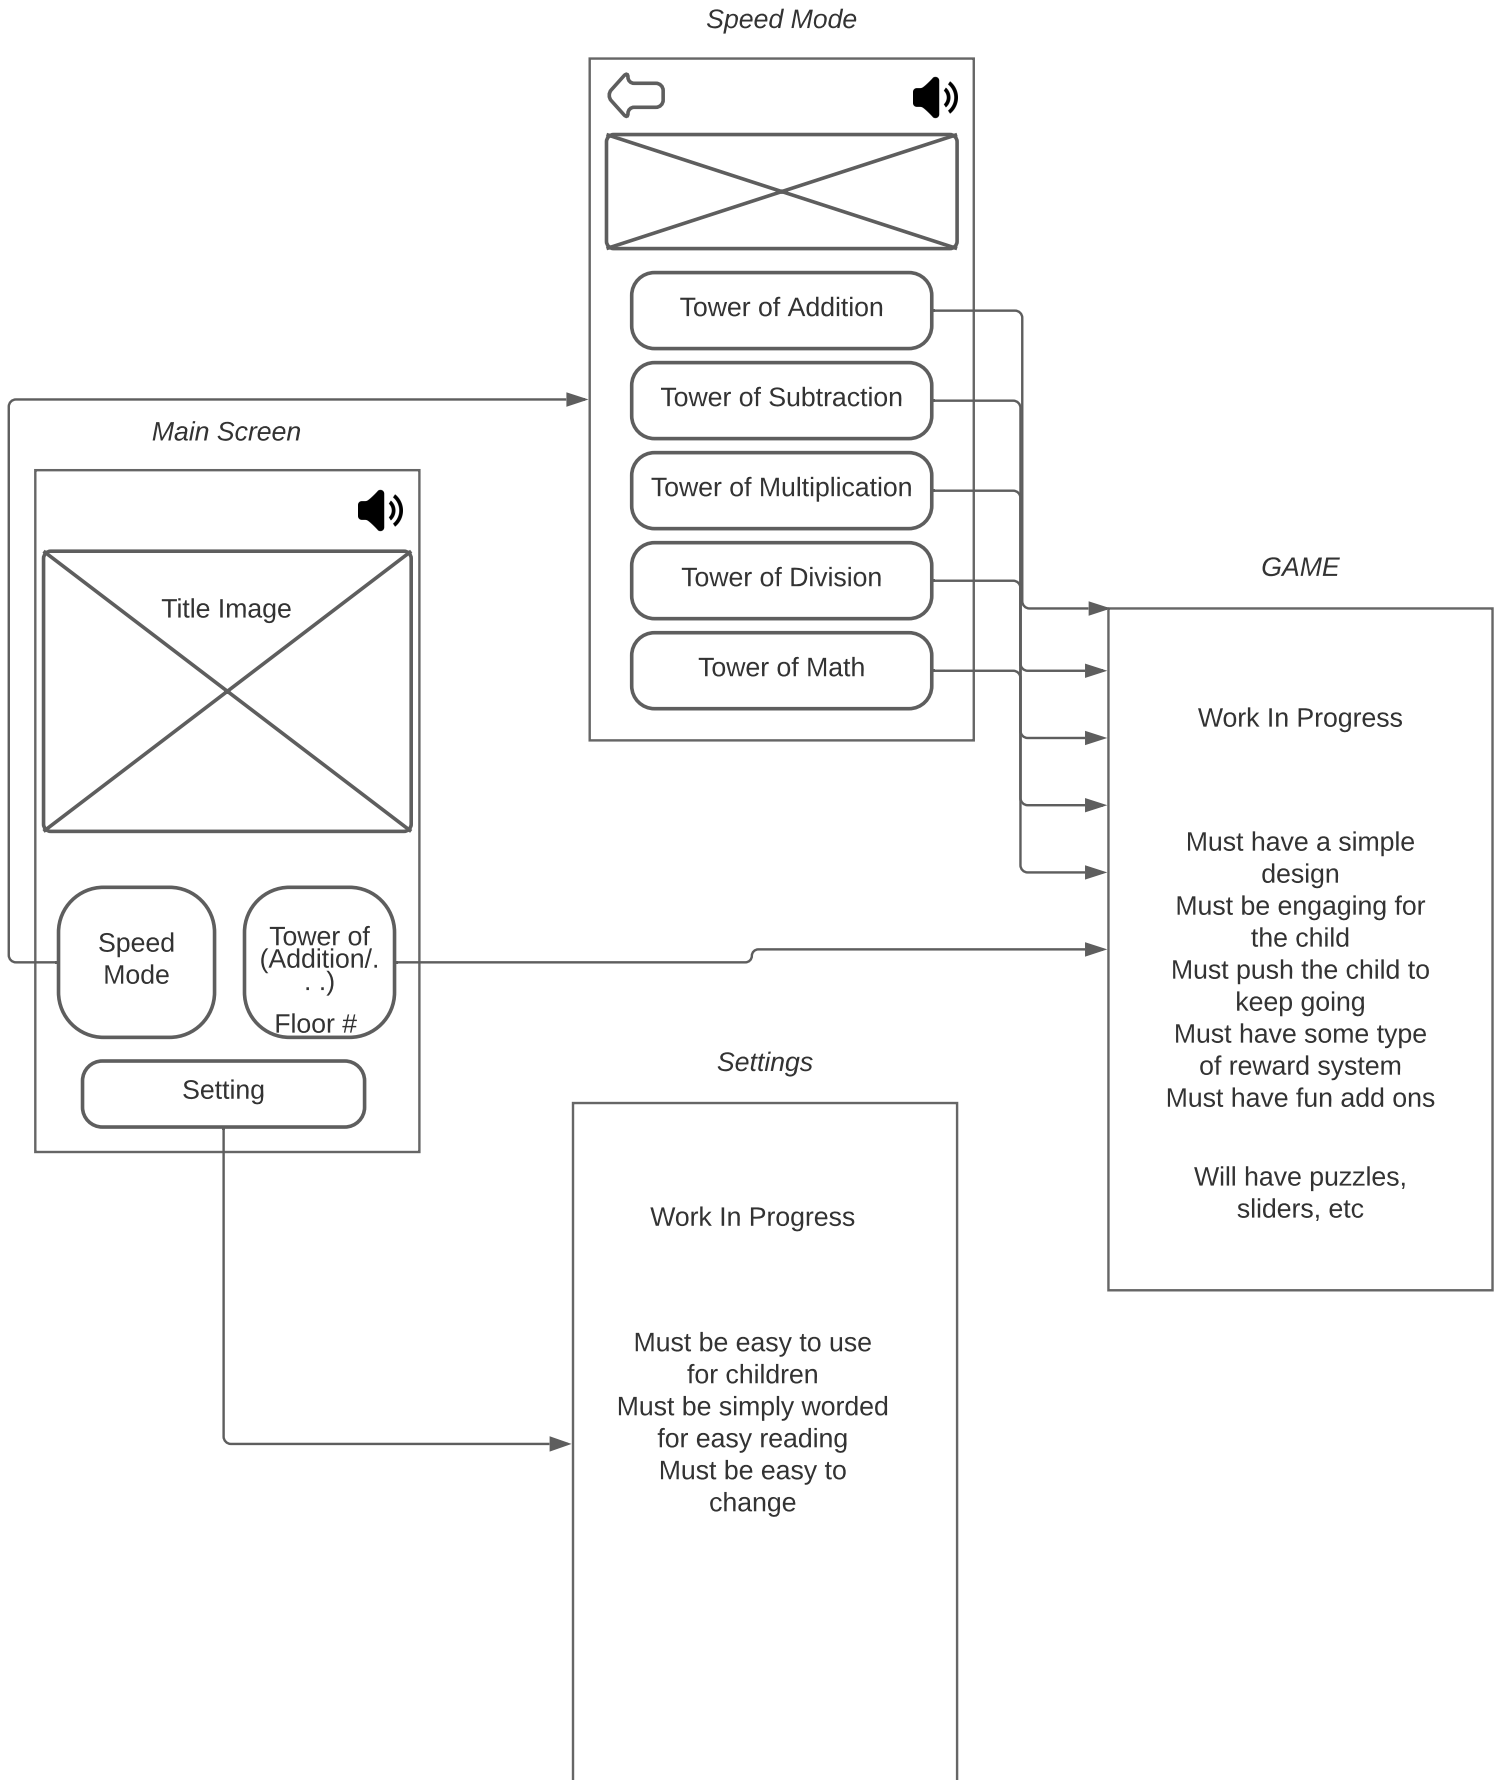 Speed Mode
Tower of Addition
Tower of Subtraction
Tower of Multiplication
Tower of Division
Tower of Math
Main Screen
Title Image
Speed
Mode
Tower of
(Addition/.
. .)
Floor #
Setting
GAME
Work In Progress
Must have a simple
design
Must be engaging for
the child
Must push the child to
keep going
Must have some type
of reward system
Must have fun add ons
Will have puzzles,
sliders, etc
Settings
Work In Progress
Must be easy to use
for children
Must be simply worded
for easy reading
Must be easy to
change